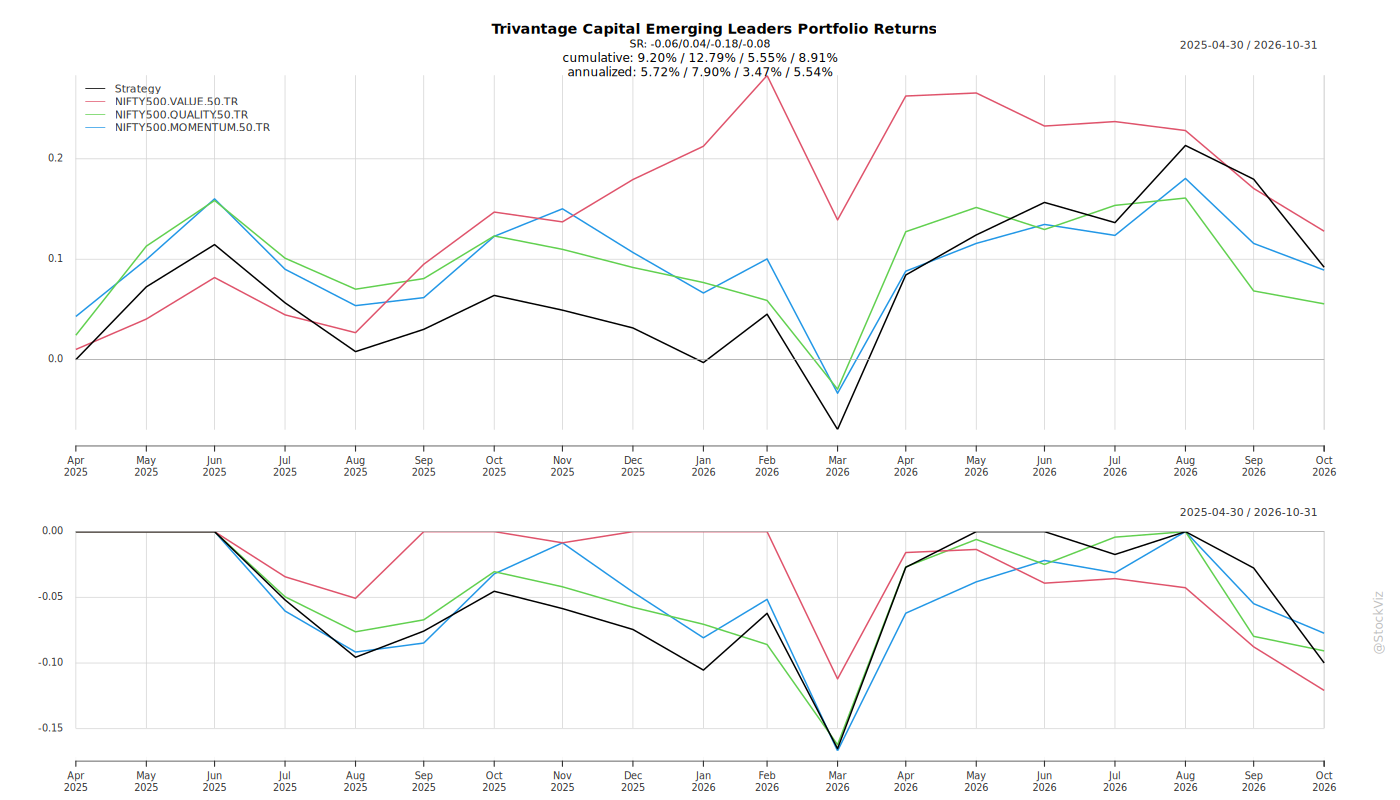 Trivantage Capital Emerging Leaders Portfolio Returns
SR: -0.06/0.04/-0.18/-0.08
cumulative: 9.20% / 12.79% / 5.55% / 8.91%
annualized: 5.72% / 7.90% / 3.47% / 5.54%
2025-04-30 / 2026-10-31
Strategy
NIFTY500.VALUE.50.TR
NIFTY500.QUALITY50.TR
NIFTY500.MOMENTUM.50.TR
0.2
0.1
0.0
Apr May Jun Jul Aug Sep Oct Nov Dec Jan Feb Mar Apr May Jun Jul Aug Sep Oct
2025 2025 2025 2025 2025 2025 2025 2025 2025 2026 2026 2026 2026 2026 2026 2026 2026 2026 2026
2025-04-30 / 2026-10-31
0.00
-0.05
-0.10
-0.15
Apr May Jun Jul Aug Sep Oct Nov Dec Jan Feb Mar Apr May Jun Jul Aug Sep Oct
2025 2025 2025 2025 2025 2025 2025 2025 2025 2026 2026 2026 2026 2026 2026 2026 2026 2026 2026
@StockViz